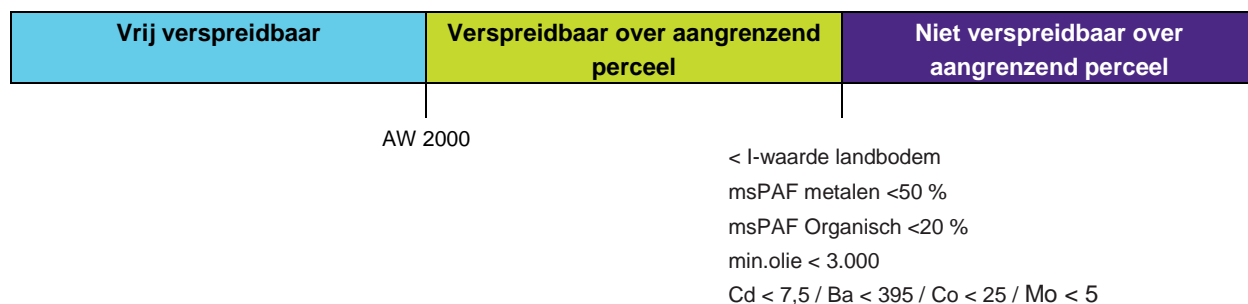 Vrij verspreidbaar
Verspreidbaar over aangrenzend
perceel
Niet verspreidbaar over
aangrenzend perceel
AW 2000
< I-waarde landbodem
msPAF metalen <50 %
msPAF Organisch <20 %
min.olie < 3.000
Cd < 7,5 / Ba < 395 / Co < 25 / Mo < 5